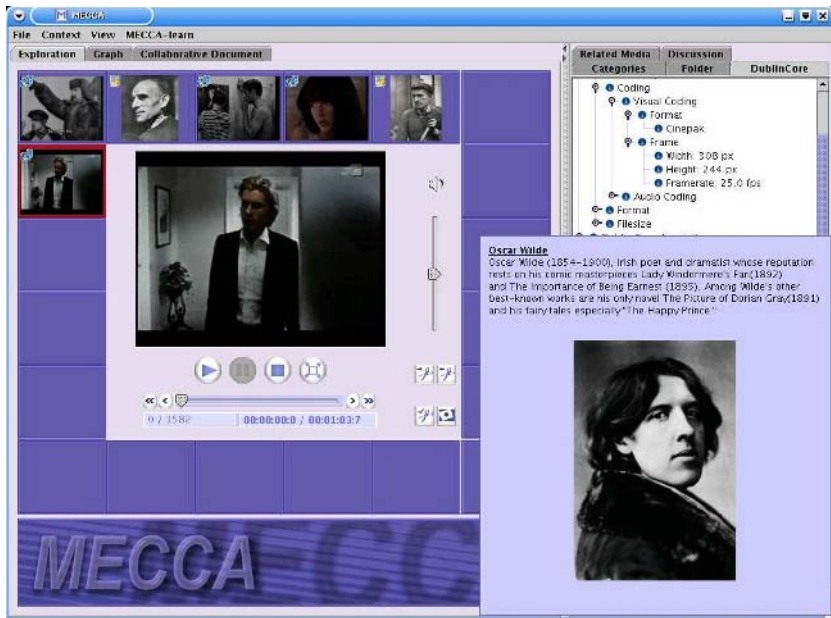 MECCA
File Context View MECCA-learn
Exploration Graph Collaborative Document
Related Media Discussion
Categories Folder DublinCore
Coding
Visual Coding
Format
Cinepak
Frame
Width: 308 px
Height: 244 px
Framerate: 25.0 fps
Audio Coding
Format
Filesize
Oscar Wilde
Oscar Wilde (1854-1900), Irish poet and dramatist whose reputation
rests on his comic masterpieces Lady Windermere's Fan(1892)
and The Importance of Being Earnest (1895). Among Wilde's other
best-known works are his only novel The Picture of Dorian Gray(1891)
and his fairy tales especially "The Happy Prince"
0 / 1582 00:00:00:0 / 00:01:03:7
MECCA